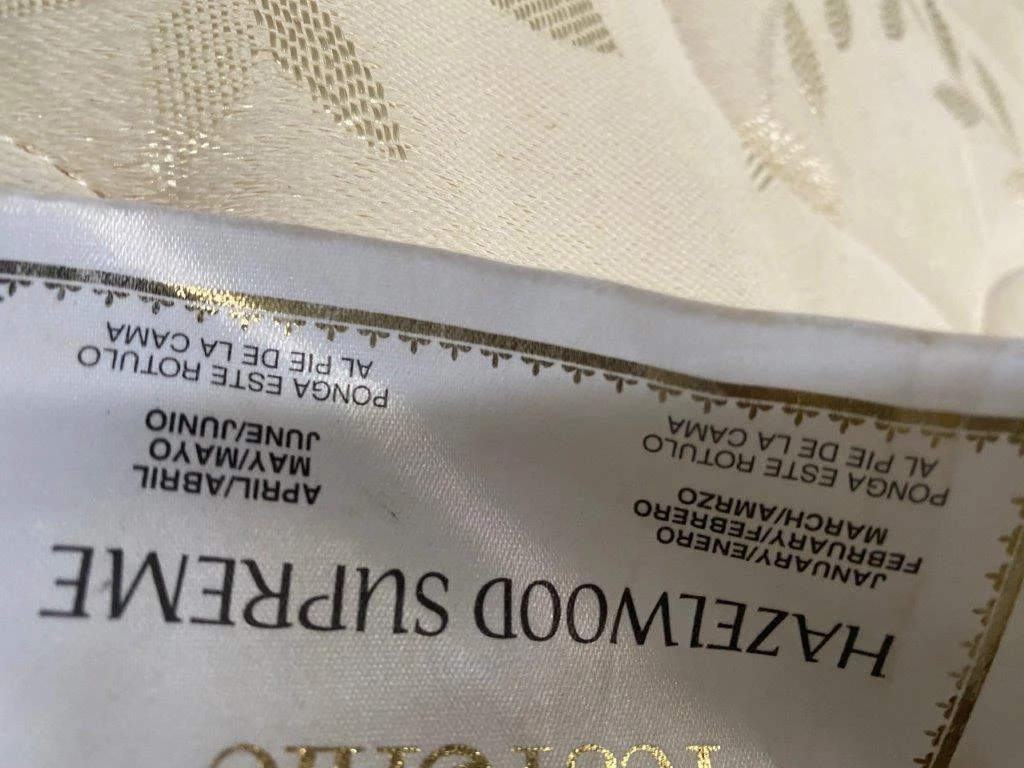 HAZELWOOD SUPREME
JANUARY/ENERO
FEBRUARY/FEBRERO
MARCH/AMRZO
PONGA ESTE ROTULO
AL PIE DE LA CAMA
APRIL/ABRIL
MAY/MAYO
JUNE/JUNIO
PONGA ESTE ROTULO
AL PIE DE LA CAMA